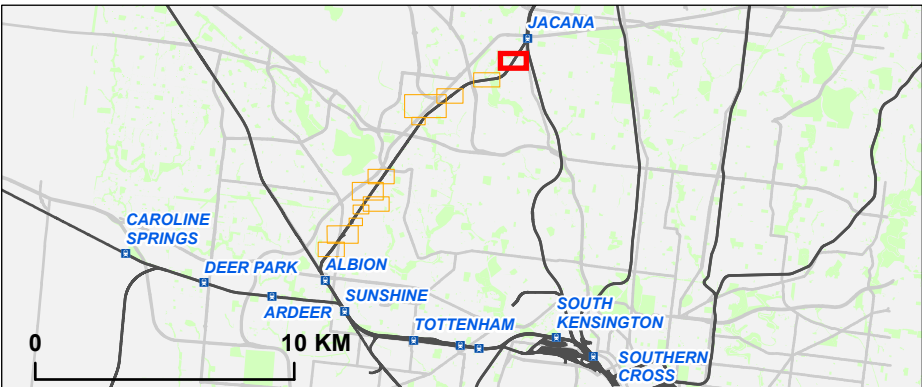 JACANA
CAROLINE
SPRINGS
DEER PARK
ALBION
ARDEER
SUNSHINE
TOTTENHAM
SOUTH
KENSINGTON
SOUTHERN
CROSS
0
10 KM